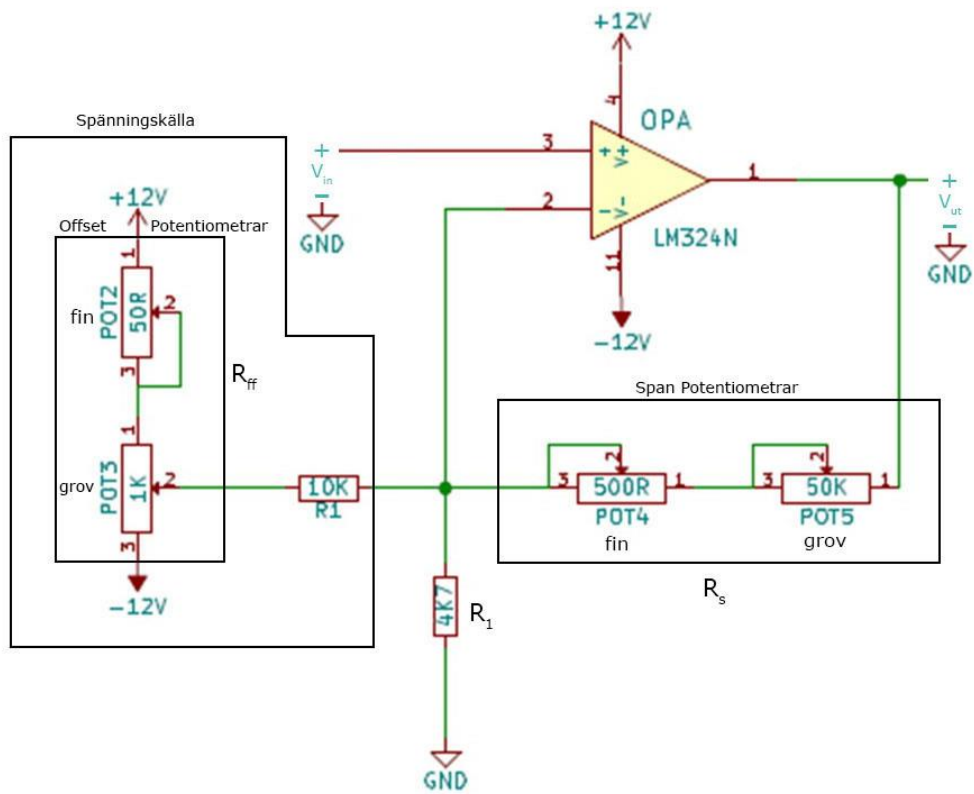 +12V
4
OPA
Spänningskälla
3
+
V+
+
V_in
-
GND
1
+
V_ut
-
GND
2
-
V-
LM324N
11
-12V
+12V
Offset Potentiometrar
1
fin
POT2
50R
2
3
R_ff
1
grov
POT3
1K
2
3
-12V
10K
R1
Span Potentiometrar
2
3
500R
1
POT4
fin
2
3
50K
1
POT5
grov
R_s
4K7
R_1
GND